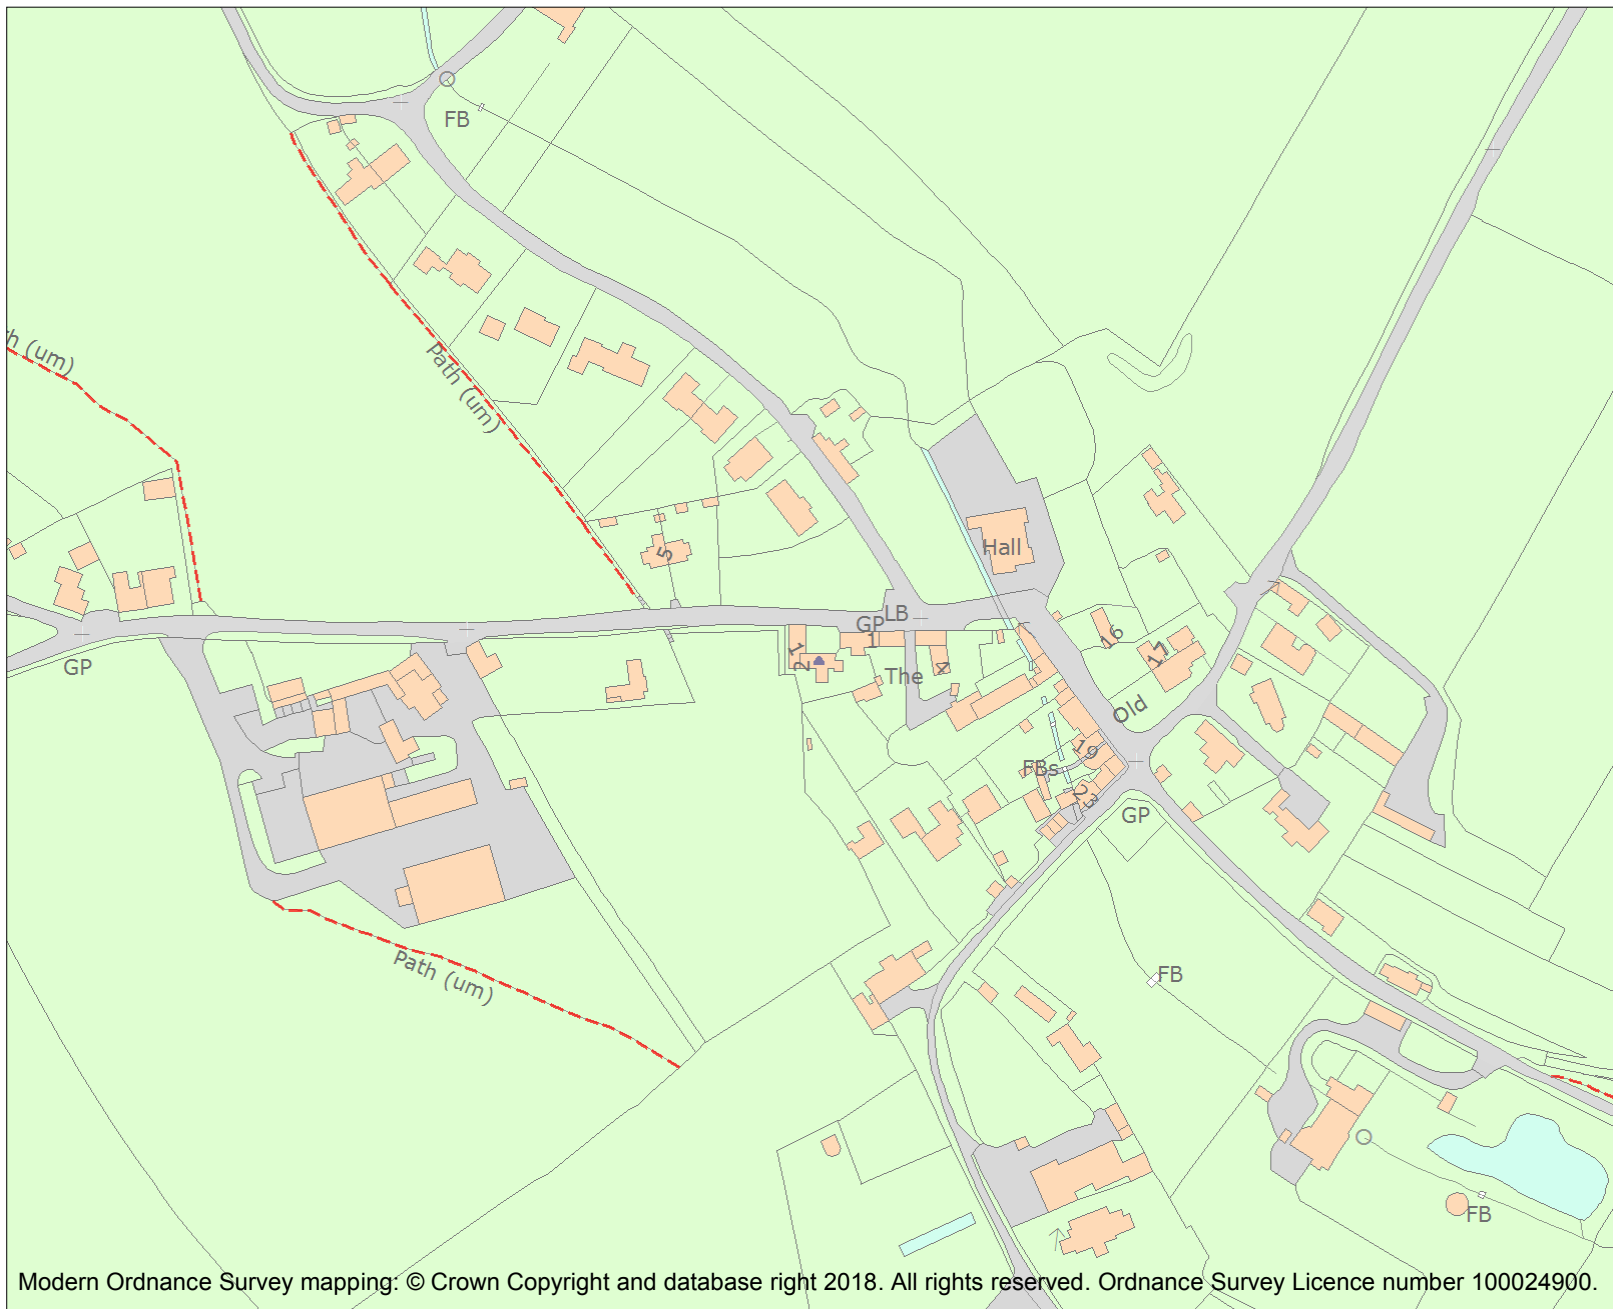 FB
h (um)
Path (um)
5
Hall
LB
GP
1
12
The
4
16
17
7
GP
Old
19
FBs
23
GP
Path (um)
FB
FB
Modern Ordnance Survey mapping: © Crown Copyright and database right 2018. All rights reserved. Ordnance Survey Licence number 100024900.